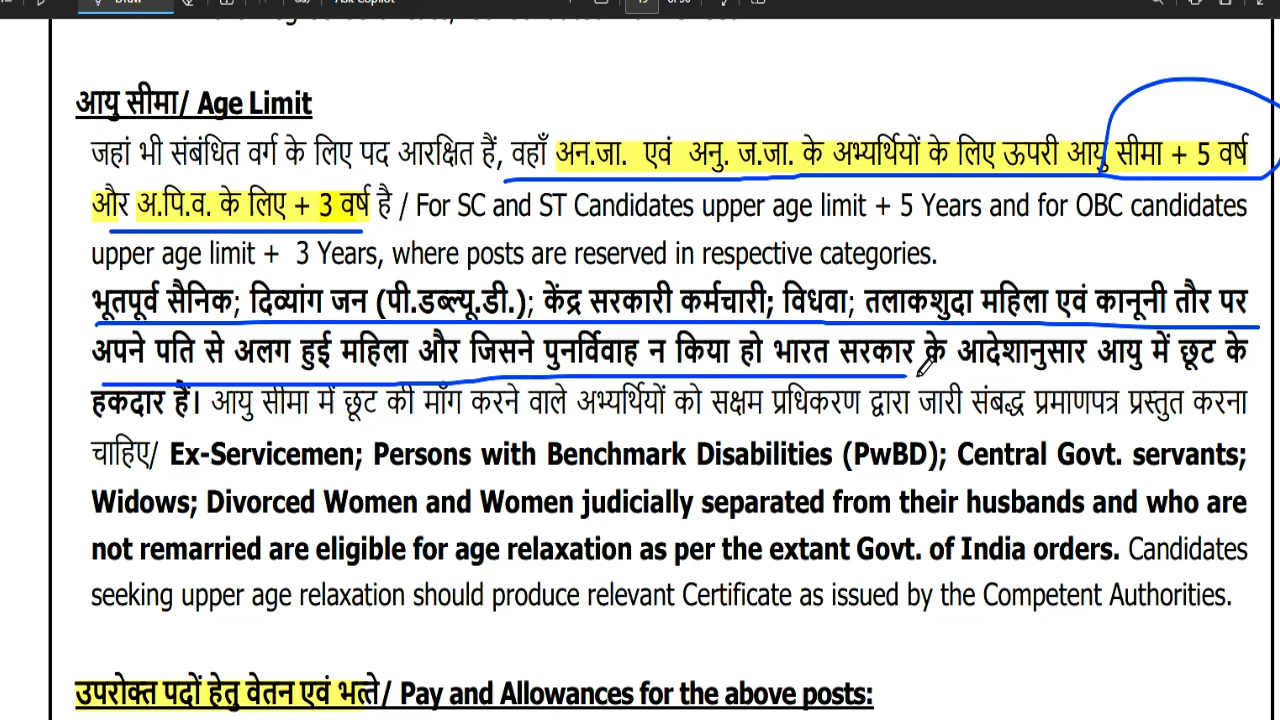 Draw
Ask Copilot
आयु सीमा/ Age Limit
जहां भी संबंधित वर्ग के लिए पद आरक्षित हैं, वहाँ अन.जा. एवं अनु. ज.जा. के अभ्यर्थियों के लिए ऊपरी आयु सीमा + 5 वर्ष
और अ.पि.व. के लिए + 3 वर्ष है / For SC and ST Candidates upper age limit + 5 Years and for OBC candidates
upper age limit + 3 Years, where posts are reserved in respective categories.
भूतपूर्व सैनिक; दिव्यांग जन (पी.डब्ल्यू.डी.); केंद्र सरकारी कर्मचारी; विधवा; तलाकशुदा महिला एवं कानूनी तौर पर
अपने पति से अलग हुई महिला और जिसने पुनर्विवाह न किया हो भारत सरकार के आदेशानुसार आयु में छूट के
हकदार हैं। आयु सीमा में छूट की माँग करने वाले अभ्यर्थियों को सक्षम प्रधिकरण द्वारा जारी संबद्ध प्रमाणपत्र प्रस्तुत करना
चाहिए/ Ex-Servicemen; Persons with Benchmark Disabilities (PwBD); Central Govt. servants;
Widows; Divorced Women and Women judicially separated from their husbands and who are
not remarried are eligible for age relaxation as per the extant Govt. of India orders. Candidates
seeking upper age relaxation should produce relevant Certificate as issued by the Competent Authorities.
उपरोक्त पदों हेतु वेतन एवं भत्ते/ Pay and Allowances for the above posts: